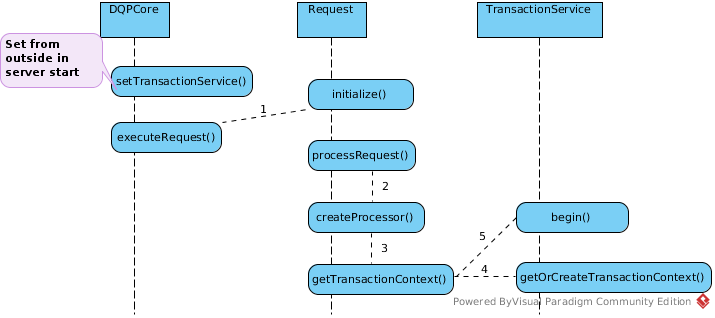 DQPCore
Request
TransactionService
Set from
outside in
server start
setTransactionService()
initialize()
1
executeRequest()
processRequest()
2
createProcessor()
begin()
5
3
4
getTransactionContext()
getOrCreateTransactionContext()
Powered ByVisual Paradigm Community Edition